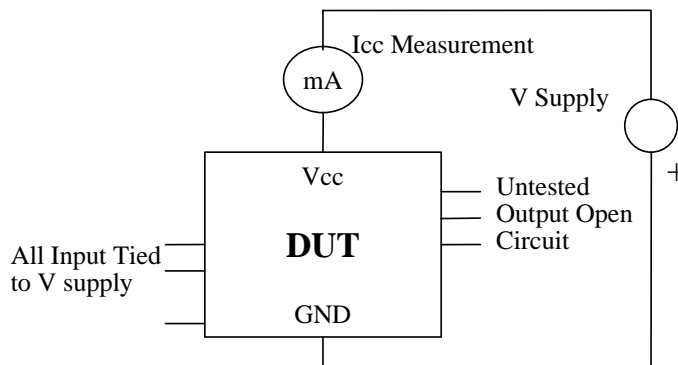 Icc Measurement
mA
V Supply
+
Vcc
Untested
Output Open
Circuit
DUT
All Input Tied
to V supply
GND